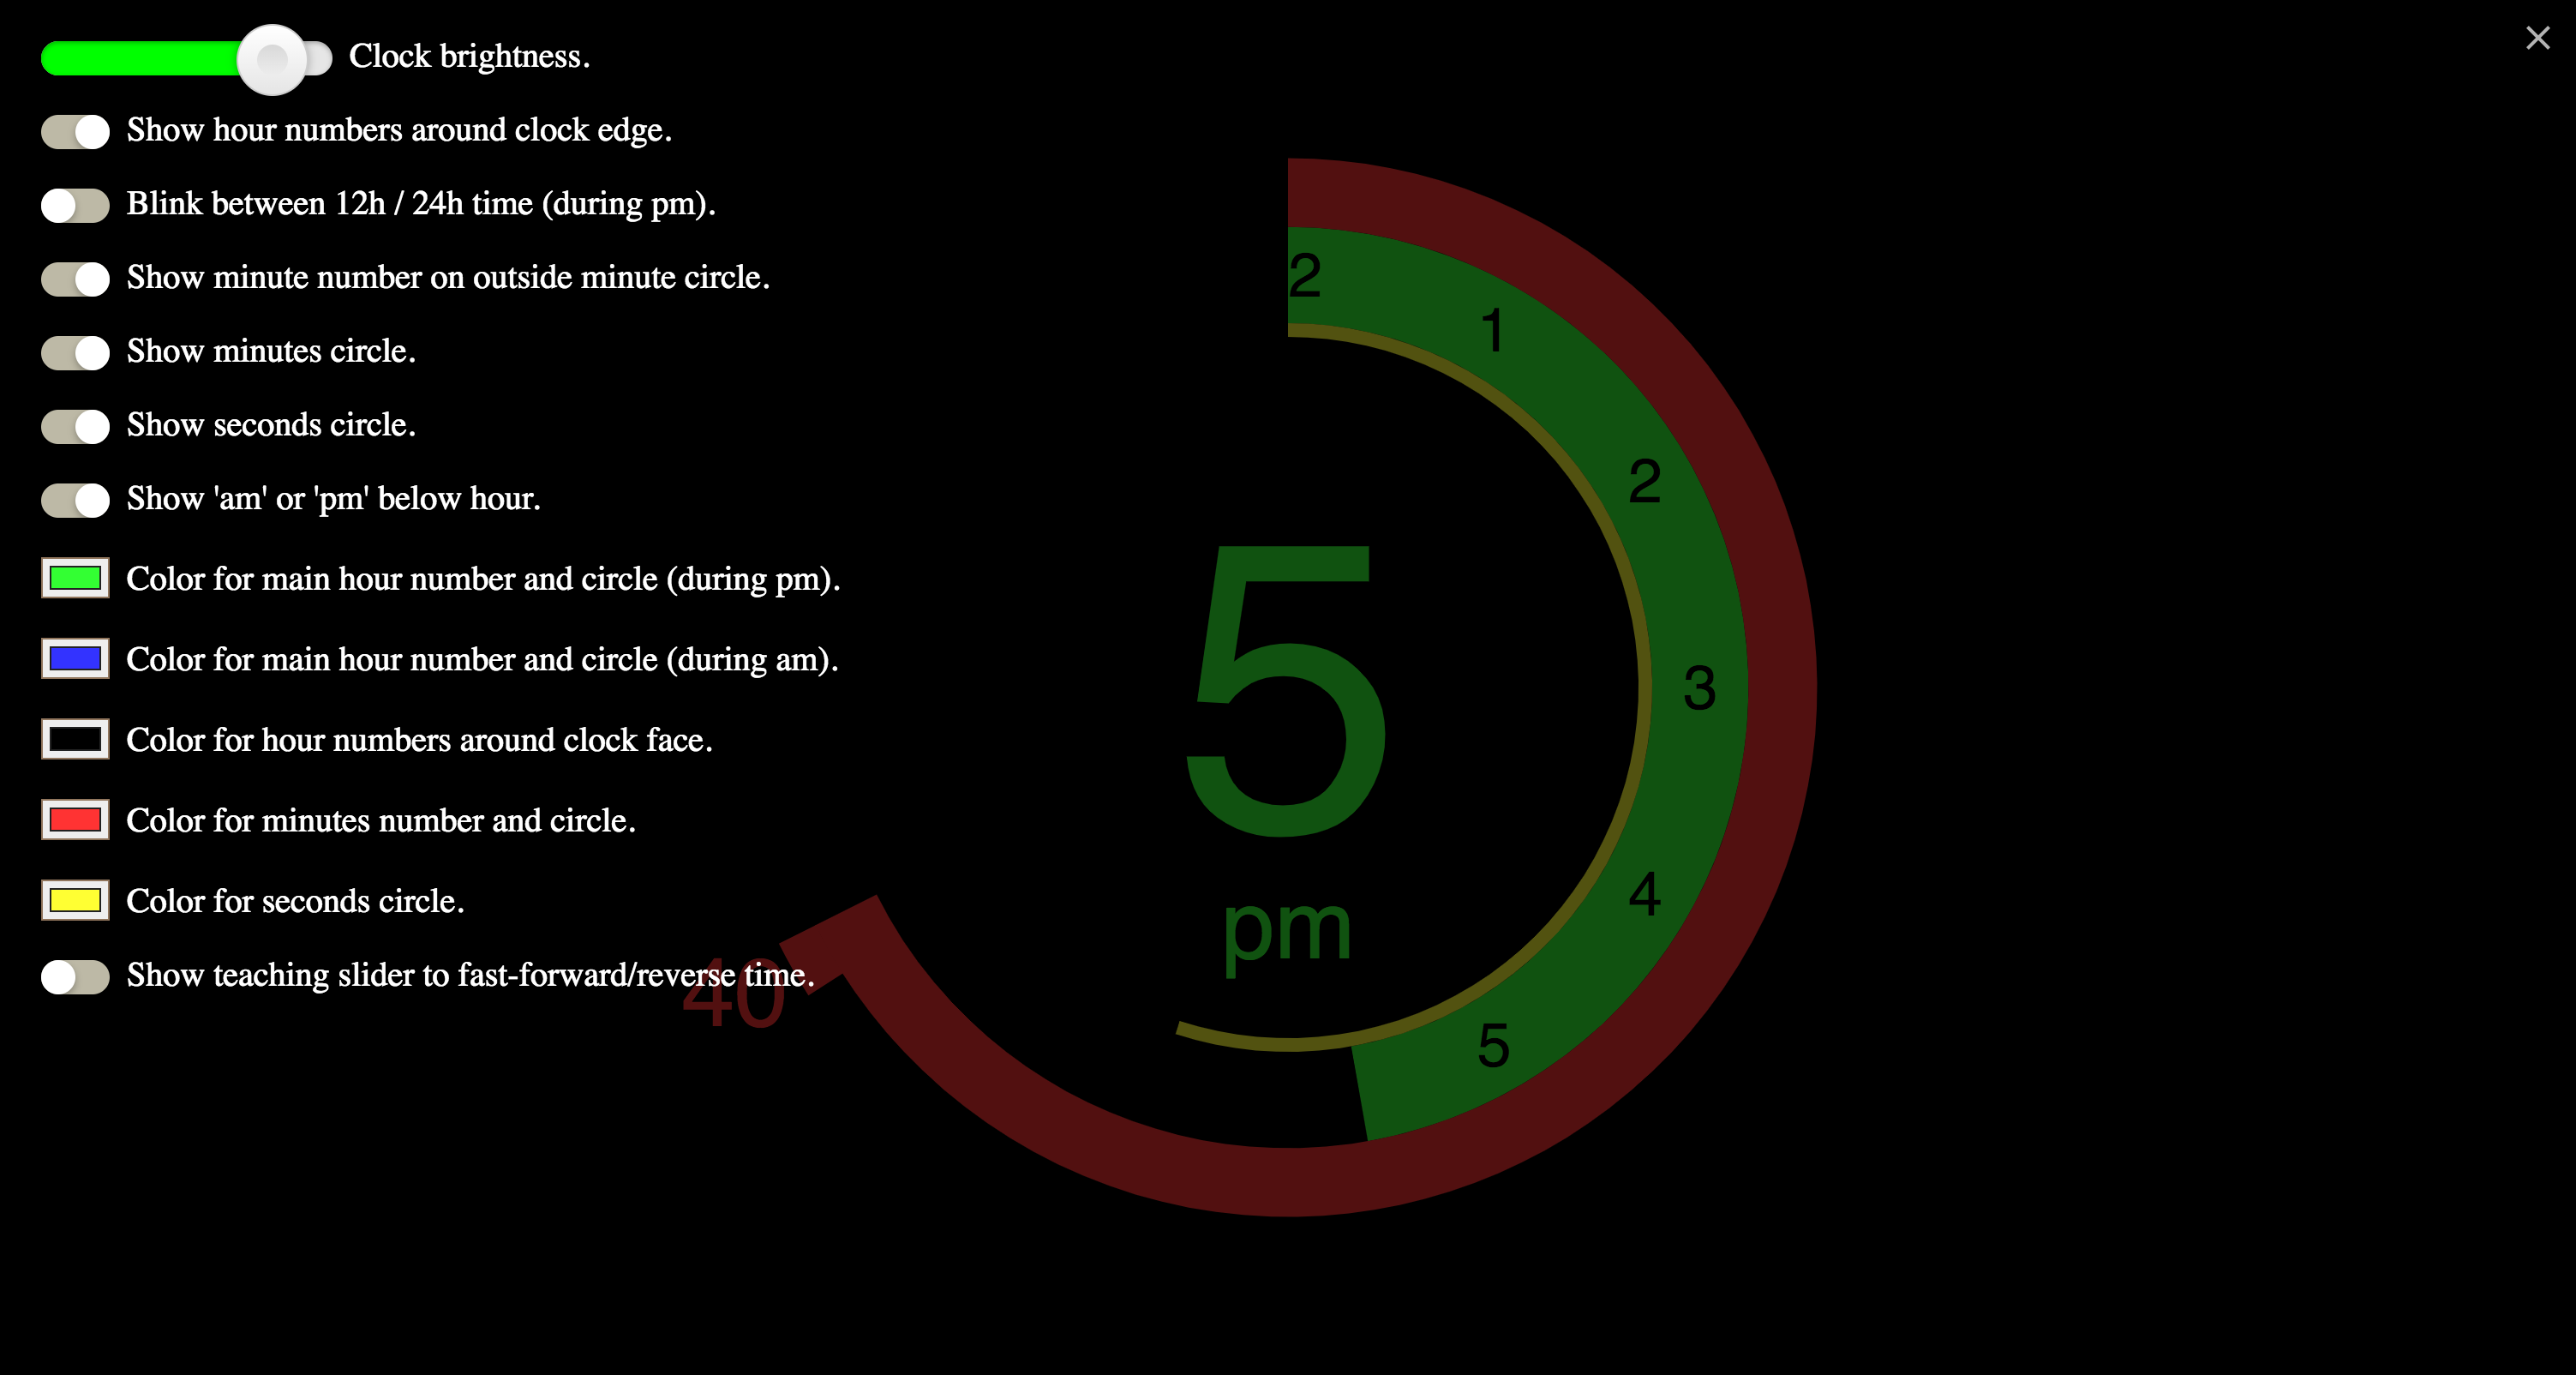 Clock brightness.
Show hour numbers around clock edge.
Blink between 12h / 24h time (during pm).
Show minute number on outside minute circle.
Show minutes circle.
Show seconds circle.
Show 'am' or 'pm' below hour.
Color for main hour number and circle (during pm).
Color for main hour number and circle (during am).
Color for hour numbers around clock face.
Color for minutes number and circle.
Color for seconds circle.
Show teaching slider to fast-forward/reverse time.
2
1
2
3
4
5
5
pm
40